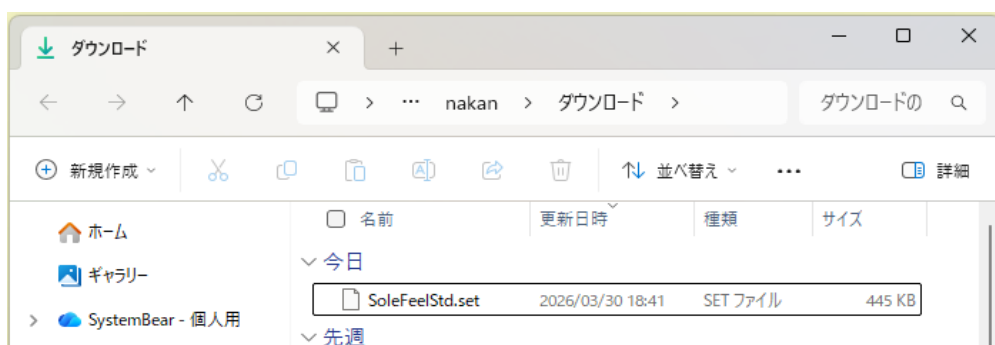 ダウンロード
… nakan > ダウンロード > ダウンロードの
新規作成 並べ替え … 詳細
名前 更新日時 種類 サイズ
ホーム
今日
ギャラリー
SoleFeelStd.set 2026/03/30 18:41 SET ファイル 445 KB
SystemBear - 個人用
先週